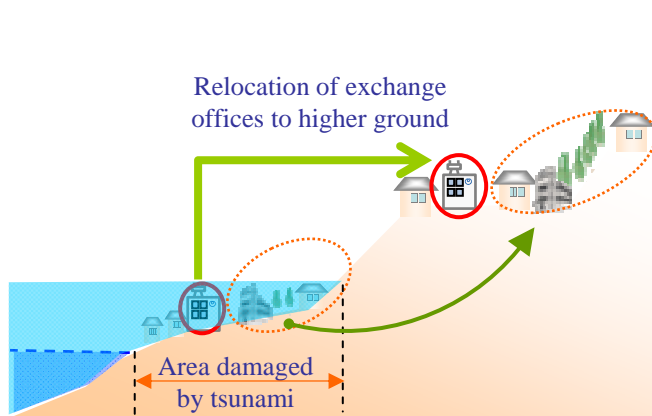 Relocation of exchange
offices to higher ground
Area damaged
by tsunami